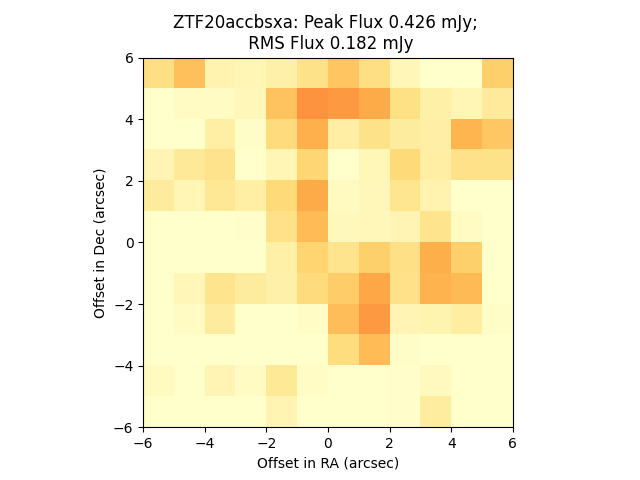 ZTF20accbsxa: Peak Flux 0.426 mJy;
RMS Flux 0.182 mJy
6
4
2
0
−2
−4
−6
Offset in Dec (arcsec)
−6 −4 −2 0 2 4 6
Offset in RA (arcsec)